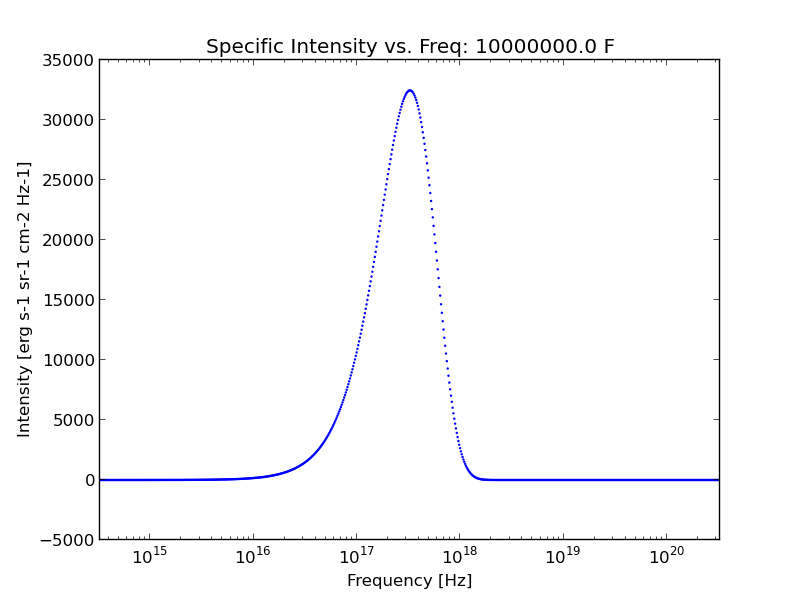 Specific Intensity vs. Freq: 10000000.0 F
35000
30000
25000
20000
15000
10000
5000
0
−5000
Intensity [erg s-1 sr-1 cm-2 Hz-1]
10^15 10^16 10^17 10^18 10^19 10^20
Frequency [Hz]